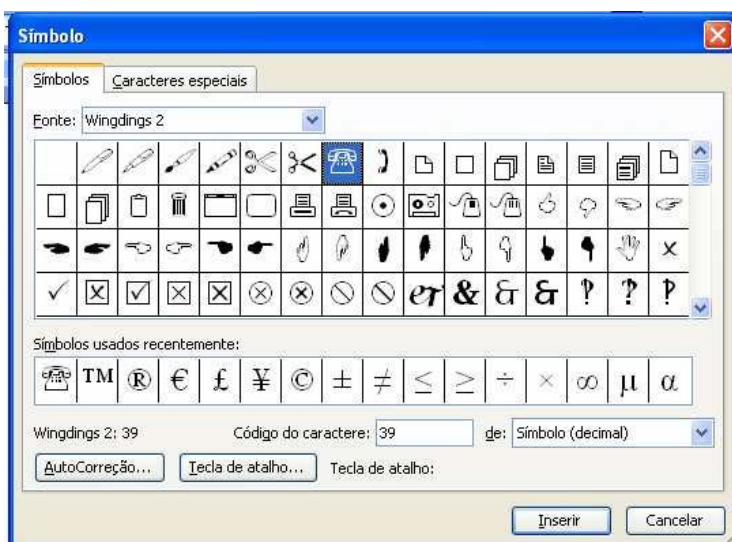 Símbolo
Símbolos Caracteres especiais
Fonte: Wingdings 2
Símbolos usados recentemente:
TM ® € £ ¥ © ± ≠ ≤ ≥ ÷ × ∞ µ α
Wingdings 2: 39 Código do caractere: 39 de: Símbolo (decimal)
AutoCorreção... Tecla de atalho... Tecla de atalho:
Inserir Cancelar